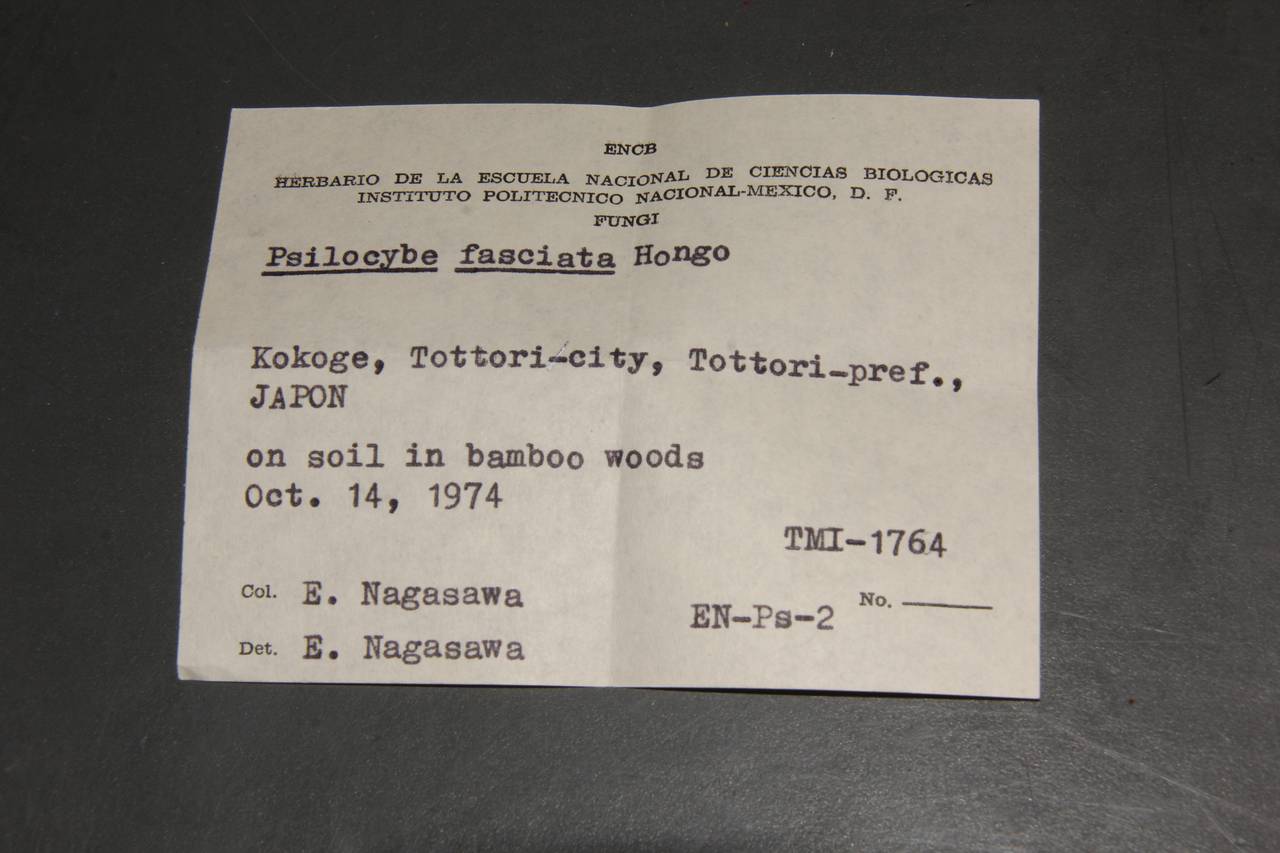 ENCB
HERBARIO DE LA ESCUELA NACIONAL DE CIENCIAS BIOLOGICAS
INSTITUTO POLITECNICO NACIONAL-MEXICO, D. F.
FUNGI
Psilocybe fasciata Hongo
Kokoge, Tottori-city, Tottori-pref.,
JAPON
on soil in bamboo woods
Oct. 14, 1974
TMI-1764
Col. E. Nagasawa
EN-Ps-2 No.
Det. E. Nagasawa